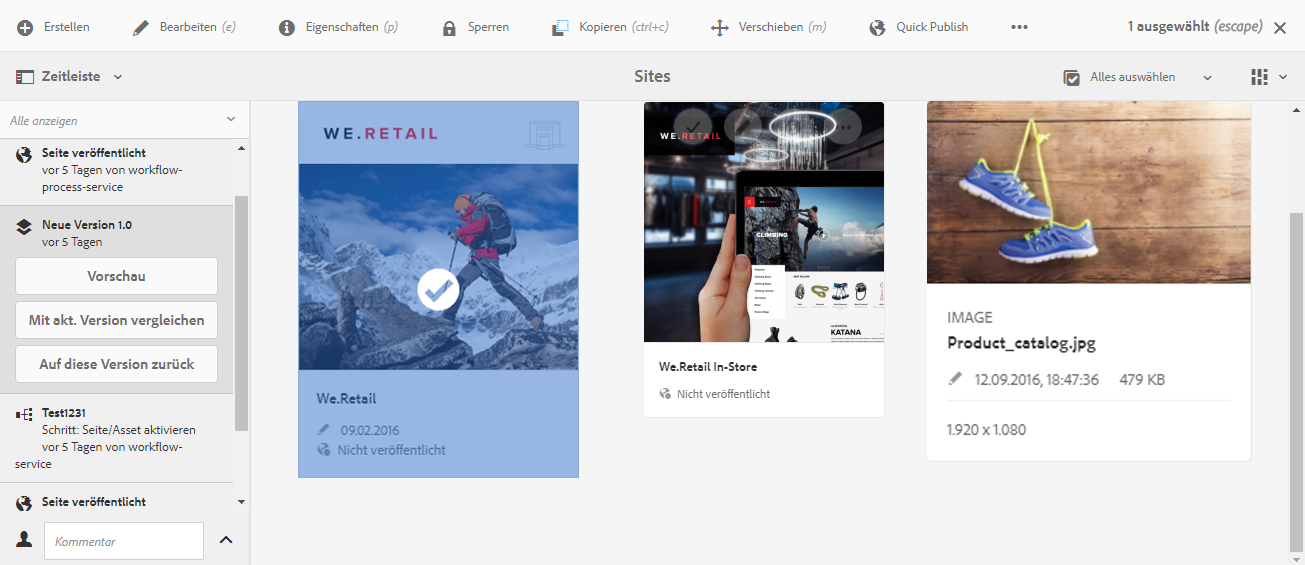 Erstellen
Bearbeiten (e)
Eigenschaften (p)
Sperren
Kopieren (ctrl+c)
Verschieben (m)
Quick Publish
1 ausgewählt (escape)
Zeitleiste
Sites
Alles auswählen
Alle anzeigen
Seite veröffentlicht
vor 5 Tagen von workflow-
process-service
Neue Version 1.0
vor 5 Tagen
Vorschau
Mit akt. Version vergleichen
Auf diese Version zurück
Test1231
Schritt: Seite/Asset aktivieren
vor 5 Tagen von workflow-
service
Seite veröffentlicht
Kommentar
WE.RETAIL
We.Retail
09.02.2016
Nicht veröffentlicht
WE.RETAIL
CLIMBING
KATANA
We.Retail In-Store
Nicht veröffentlicht
IMAGE
Product_catalog.jpg
12.09.2016, 18:47:36 479 KB
1.920 x 1.080